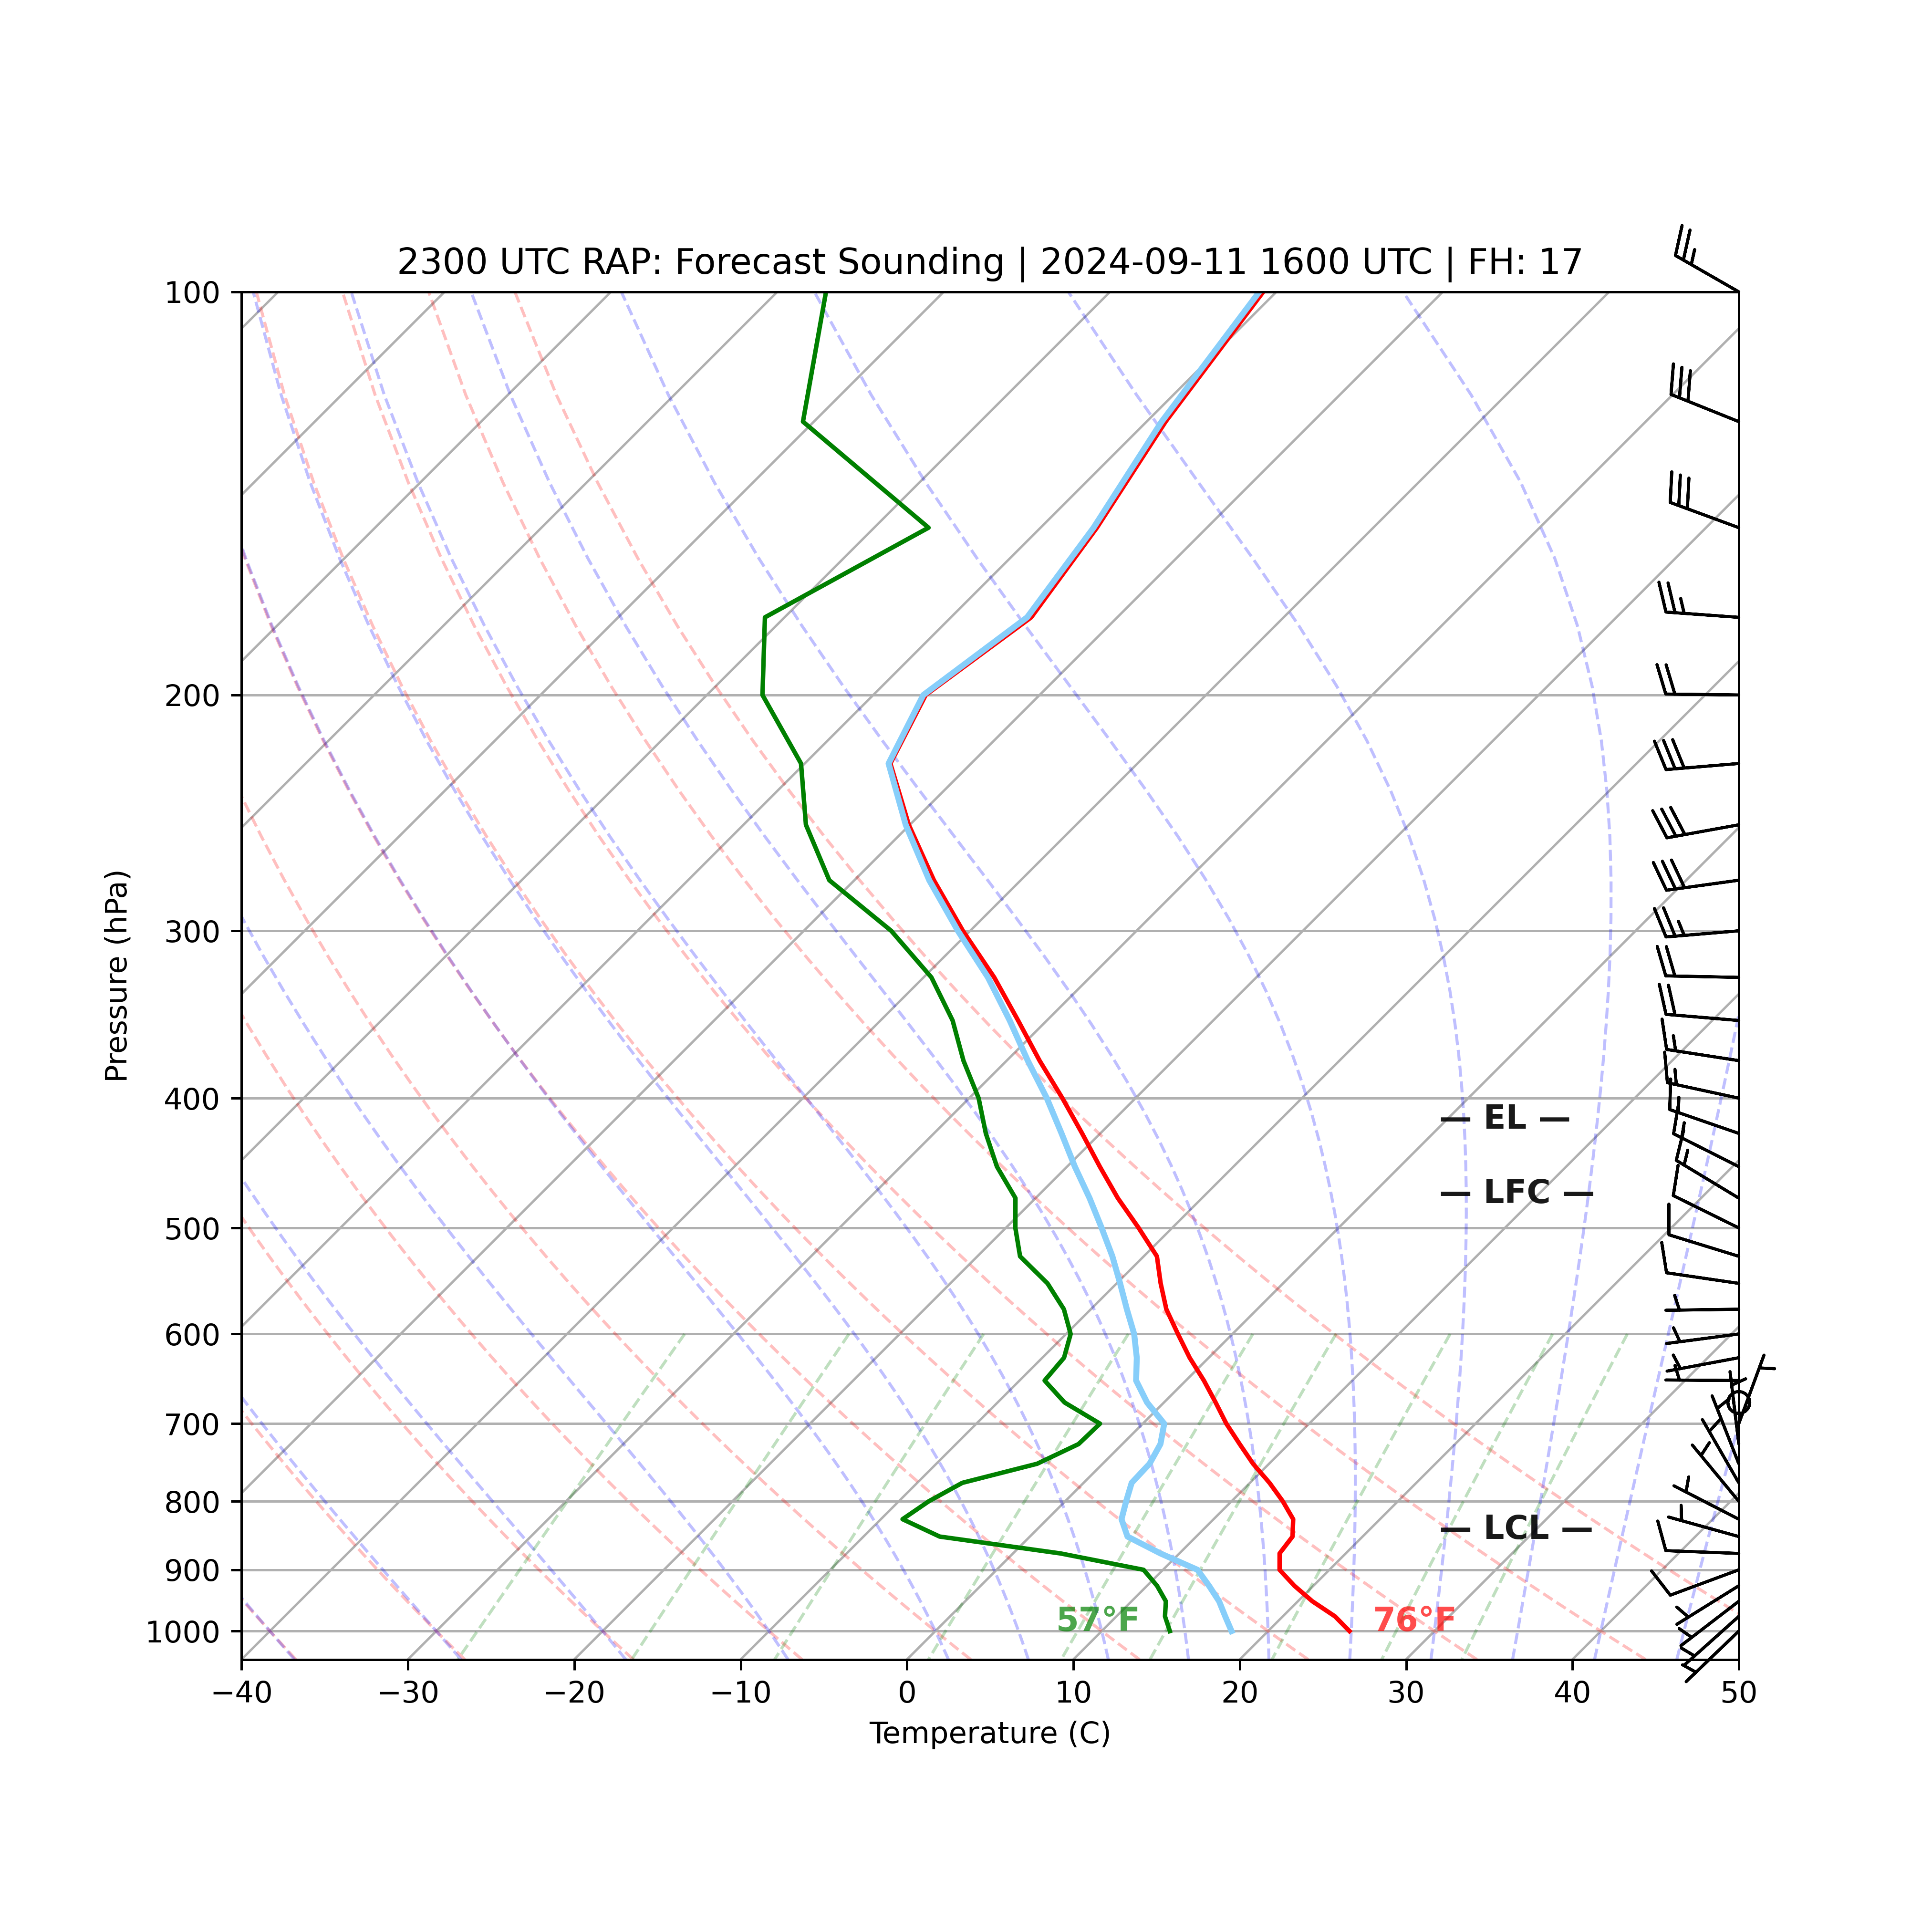 2300 UTC RAP: Forecast Sounding | 2024-09-11 1600 UTC | FH: 17
100
200
300
400
500
600
700
800
900
1000
Pressure (hPa)
— EL —
— LFC —
— LCL —
57°F
76°F
−40 −30 −20 −10 0 10 20 30 40 50
Temperature (C)